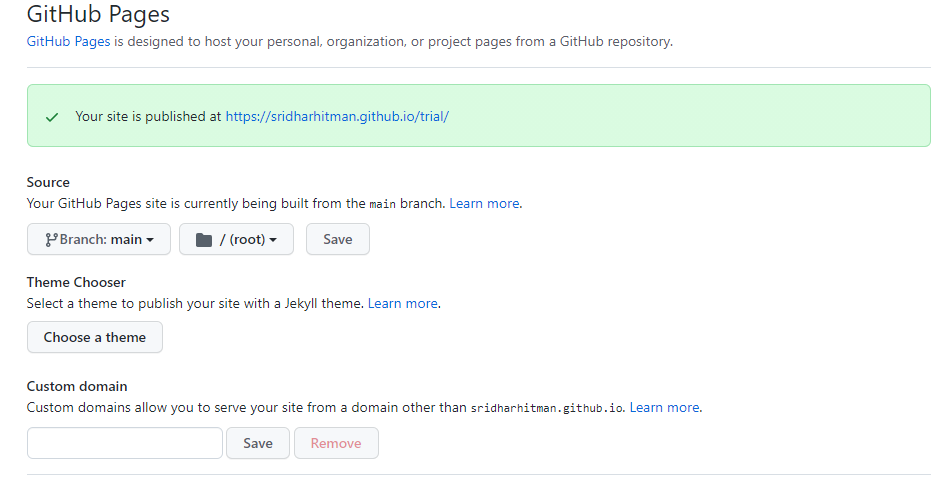 GitHub Pages
GitHub Pages is designed to host your personal, organization, or project pages from a GitHub repository.
Your site is published at https://sridharhitman.github.io/trial/
Source
Your GitHub Pages site is currently being built from the main branch. Learn more.
Branch: main / (root) Save
Theme Chooser
Select a theme to publish your site with a Jekyll theme. Learn more.
Choose a theme
Custom domain
Custom domains allow you to serve your site from a domain other than sridharhitman.github.io. Learn more.
Save Remove